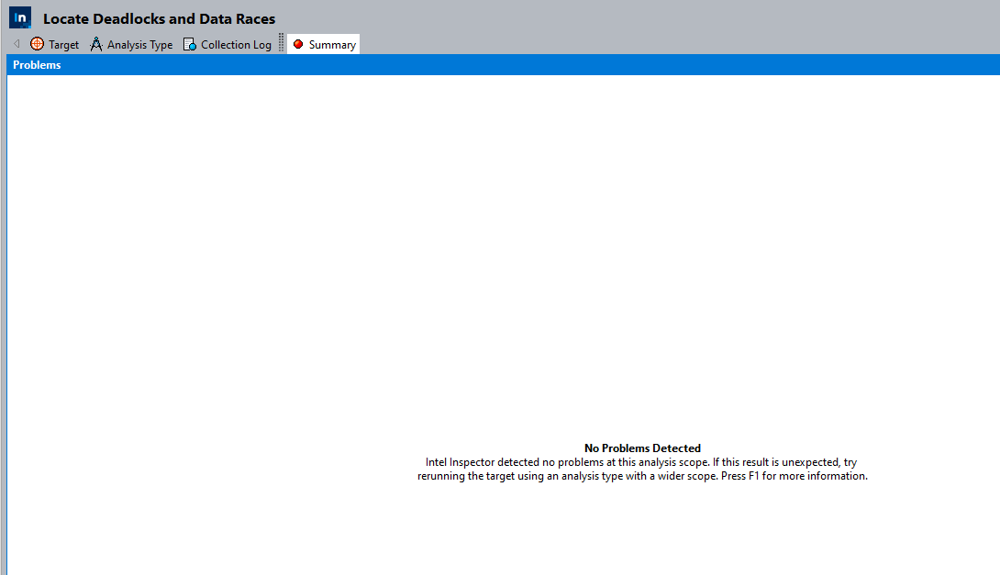 In Locate Deadlocks and Data Races
Target Analysis Type Collection Log Summary
Problems
No Problems Detected
Intel Inspector detected no problems at this analysis scope. If this result is unexpected, try
rerunning the target using an analysis type with a wider scope. Press F1 for more information.